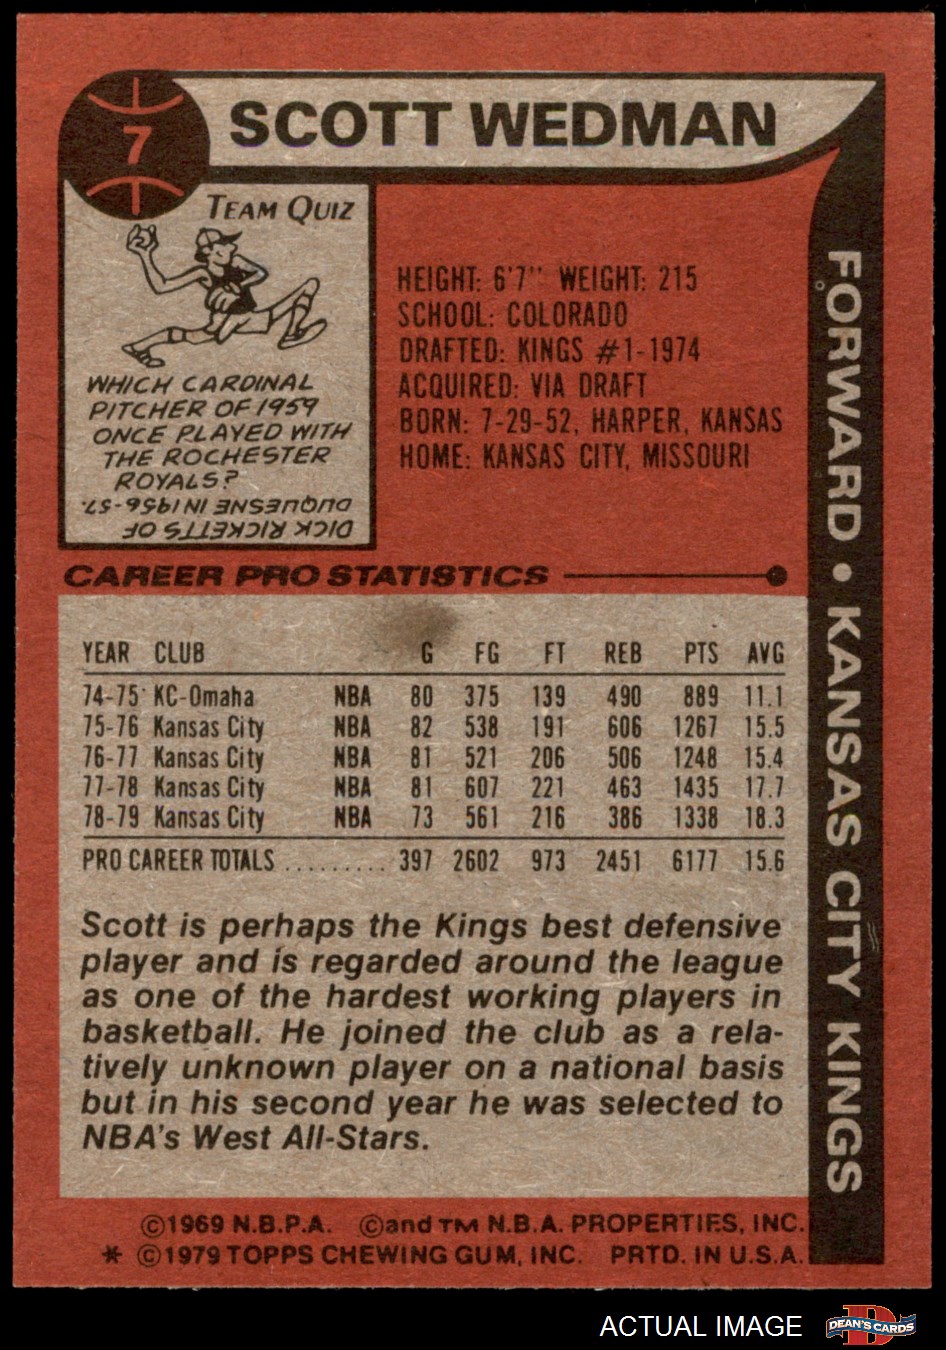 7
SCOTT WEDMAN
TEAM QUIZ
WHICH CARDINAL
PITCHER OF 1959
ONCE PLAYED WITH
THE ROCHESTER
ROYALS?
DICK RICKETTS OF
DUQUESNE IN 1956-57.
HEIGHT: 6'7" WEIGHT: 215
SCHOOL: COLORADO
DRAFTED: KINGS #1-1974
ACQUIRED: VIA DRAFT
BORN: 7-29-52, HARPER, KANSAS
HOME: KANSAS CITY, MISSOURI
FORWARD • KANSAS CITY KINGS
CAREER PRO STATISTICS
YEAR CLUB G FG FT REB PTS AVG
74-75 KC-Omaha NBA 80 375 139 490 889 11.1
75-76 Kansas City NBA 82 538 191 606 1267 15.5
76-77 Kansas City NBA 81 521 206 506 1248 15.4
77-78 Kansas City NBA 81 607 221 463 1435 17.7
78-79 Kansas City NBA 73 561 216 386 1338 18.3
PRO CAREER TOTALS .......... 397 2602 973 2451 6177 15.6
Scott is perhaps the Kings best defensive
player and is regarded around the league
as one of the hardest working players in
basketball. He joined the club as a rela-
tively unknown player on a national basis
but in his second year he was selected to
NBA's West All-Stars.
©1969 N.B.P.A. ©and TM N.B.A. PROPERTIES, INC.
* ©1979 TOPPS CHEWING GUM, INC. PRTD. IN U.S.A.
ACTUAL IMAGE
D
DEAN'S CARDS